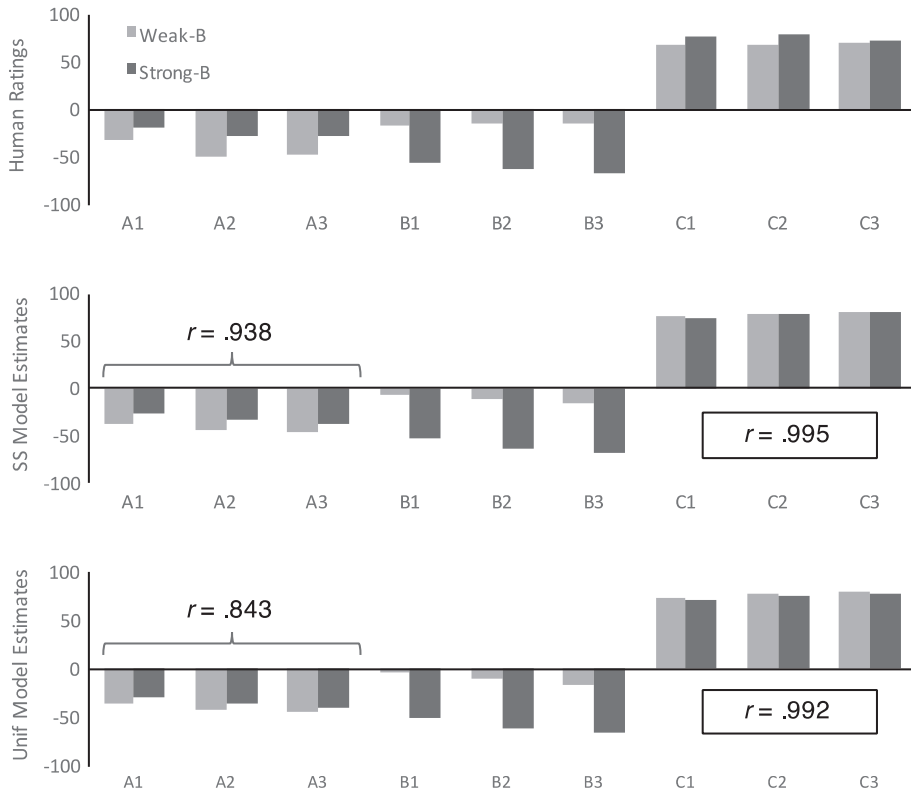 Human Ratings
100
50
0
-50
-100
Weak-B
Strong-B
A1 A2 A3 B1 B2 B3 C1 C2 C3
SS Model Estimates
100
50
0
-50
-100
r = .938
r = .995
A1 A2 A3 B1 B2 B3 C1 C2 C3
Unif Model Estimates
100
50
0
-50
-100
r = .843
r = .992
A1 A2 A3 B1 B2 B3 C1 C2 C3